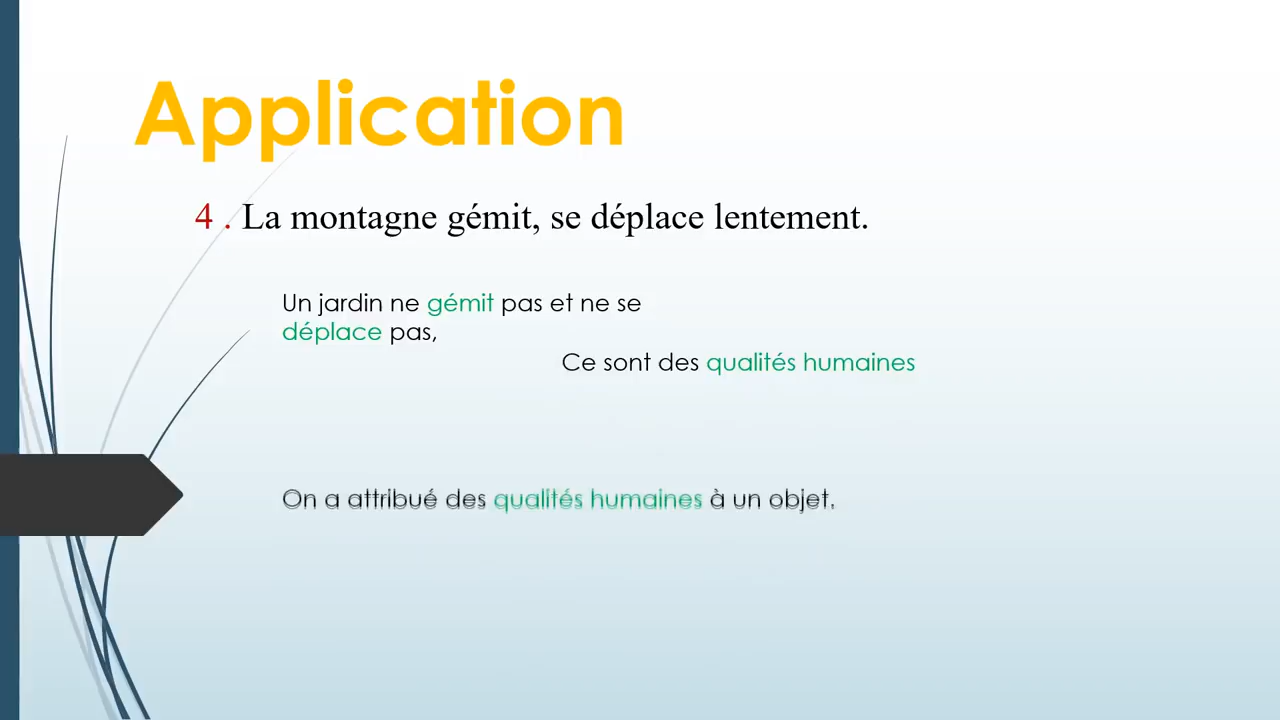 Application
4 . La montagne gémit, se déplace lentement.
Un jardin ne gémit pas et ne se
déplace pas,
Ce sont des qualités humaines
On a attribué des qualités humaines à un objet.